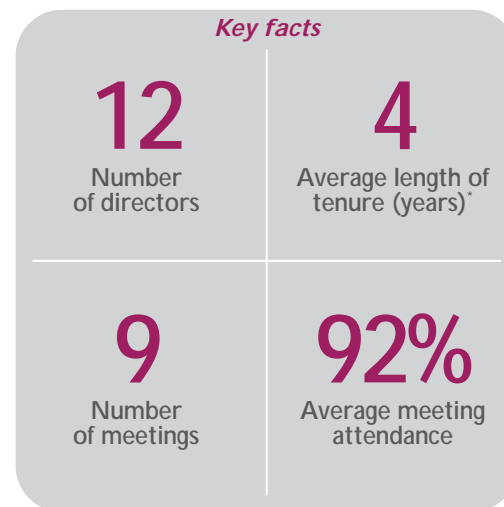 Key facts
12
Number
of directors
4
Average length of
tenure (years)*
9
Number
of meetings
92%
Average meeting
attendance